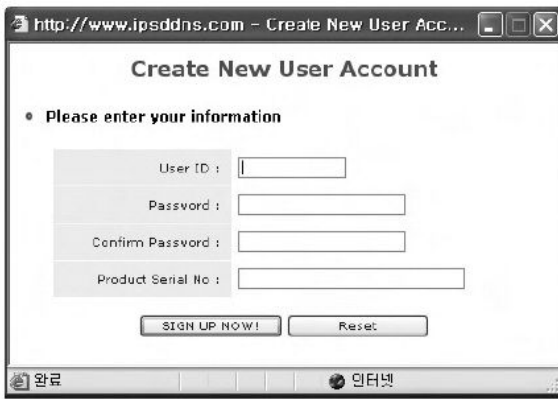 http://www.ipsddns.com - Create New User Acc...
Create New User Account
Please enter your information
User ID :
Password :
Confirm Password :
Product Serial No :
SIGN UP NOW! Reset
완료 인터넷